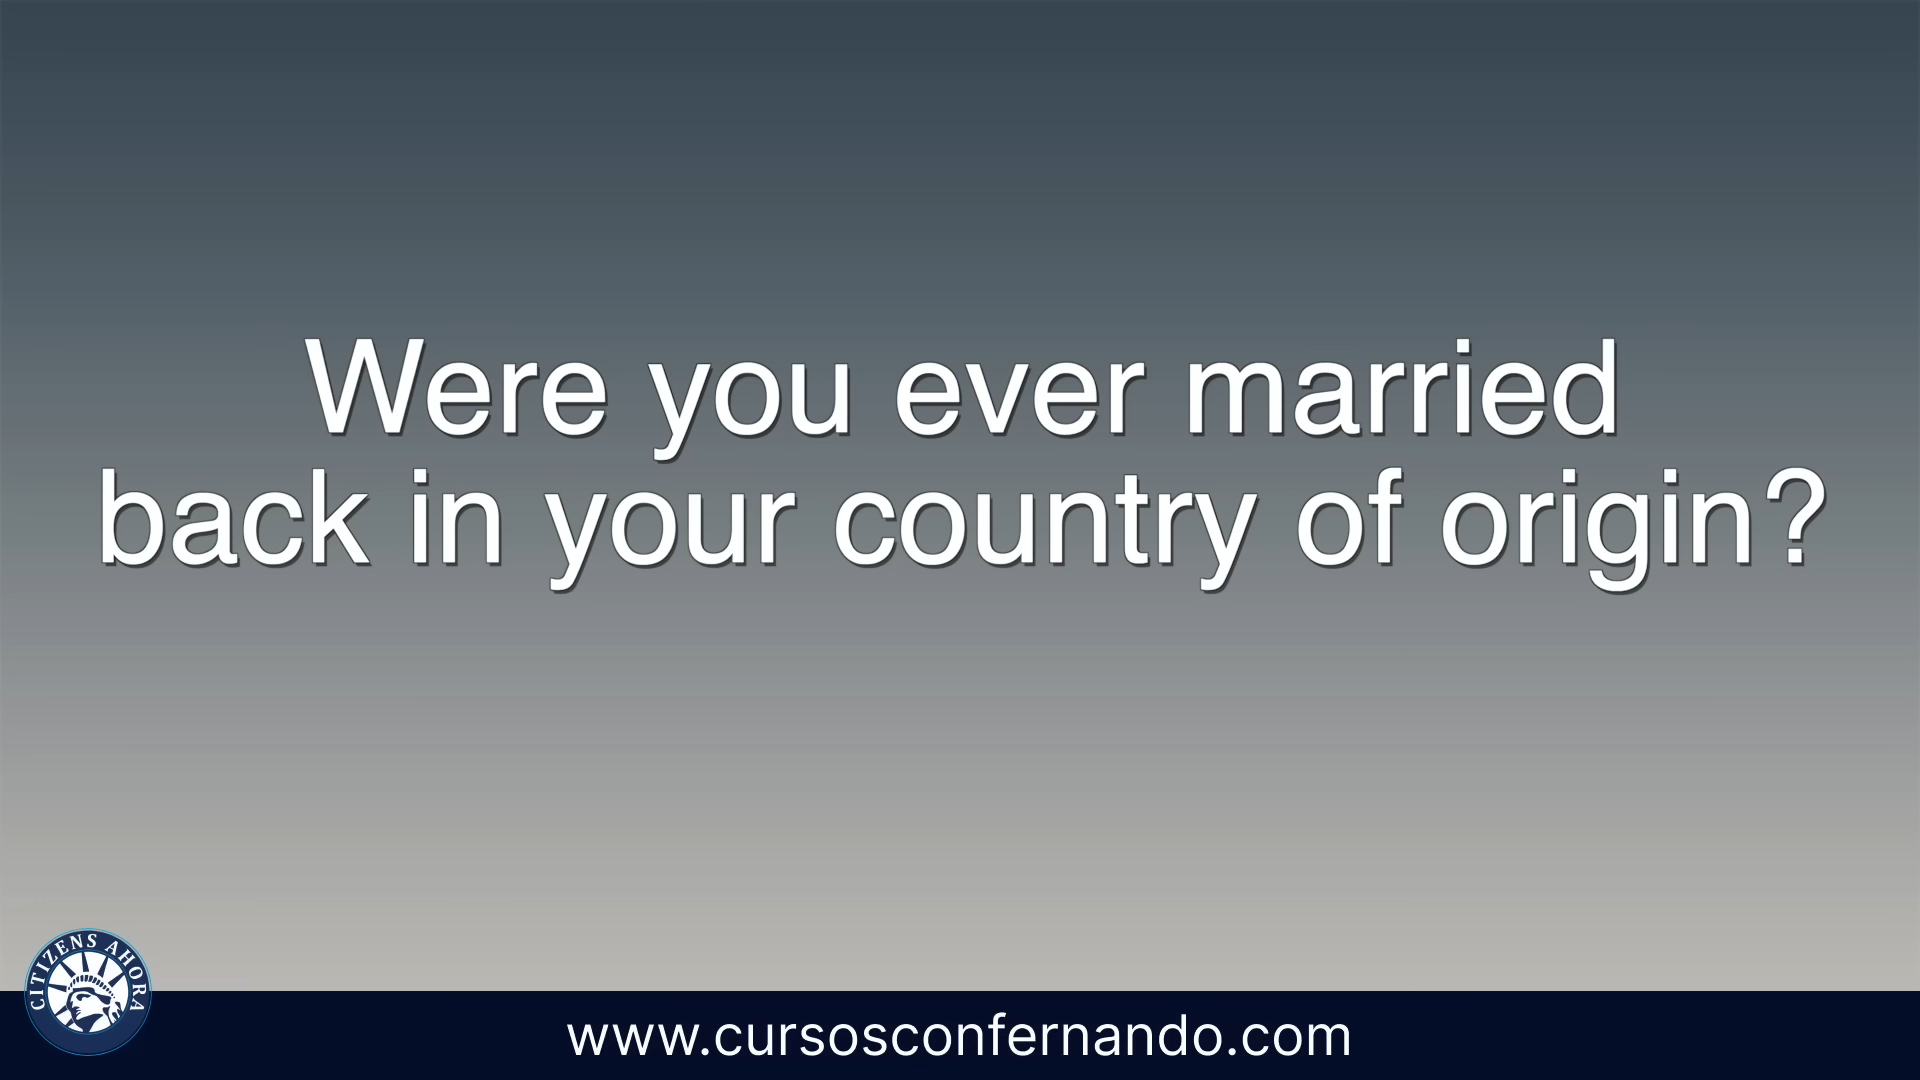 Were you ever married
back in your country of origin?
CITIZENS AHORA
www.cursosconfernando.com